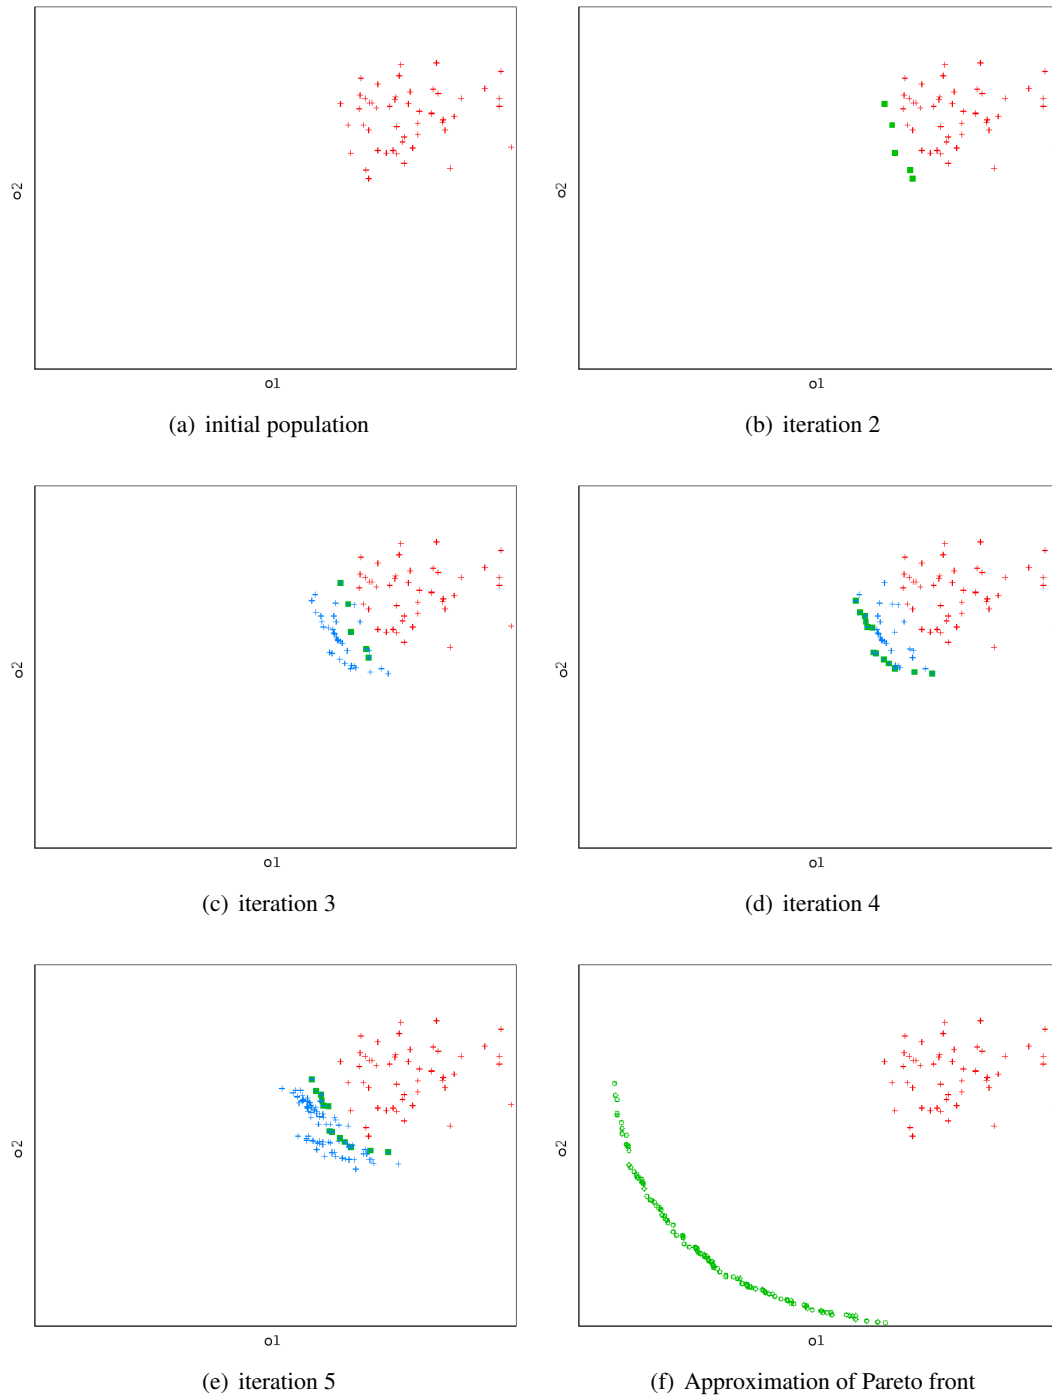 o2
o1
(a) initial population
o2
o1
(b) iteration 2
o2
o1
(c) iteration 3
o2
o1
(d) iteration 4
o2
o1
(e) iteration 5
o2
o1
(f) Approximation of Pareto front